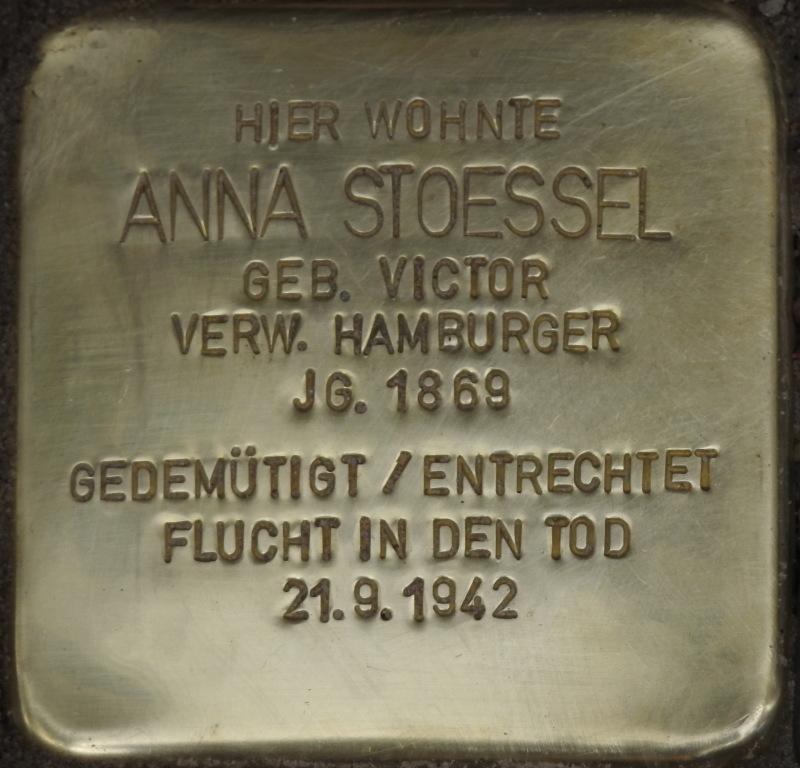 HIER WOHNTE
ANNA STOESSEL
GEB. VICTOR
VERW. HAMBURGER
JG. 1869
GEDEMÜTIGT / ENTRECHTET
FLUCHT IN DEN TOD
21.9.1942